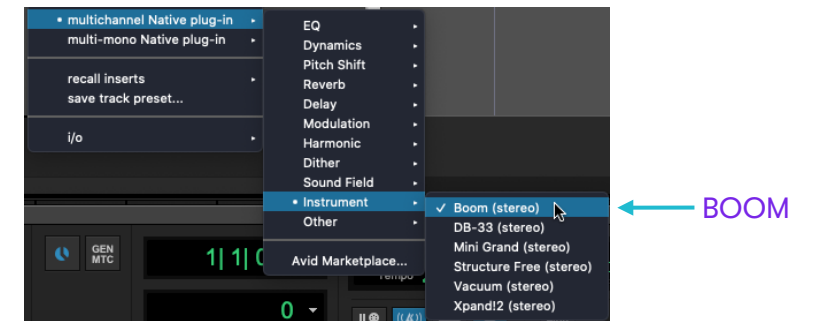 • multichannel Native plug-in
multi-mono Native plug-in
recall inserts
save track preset...
i/o
EQ
Dynamics
Pitch Shift
Reverb
Delay
Modulation
Harmonic
Dither
Sound Field
• Instrument
Other
Avid Marketplace...
✓ Boom (stereo)
DB-33 (stereo)
Mini Grand (stereo)
Structure Free (stereo)
Vacuum (stereo)
Xpand!2 (stereo)
BOOM
GEN
MTC
1| 1| 0
Tempo
0